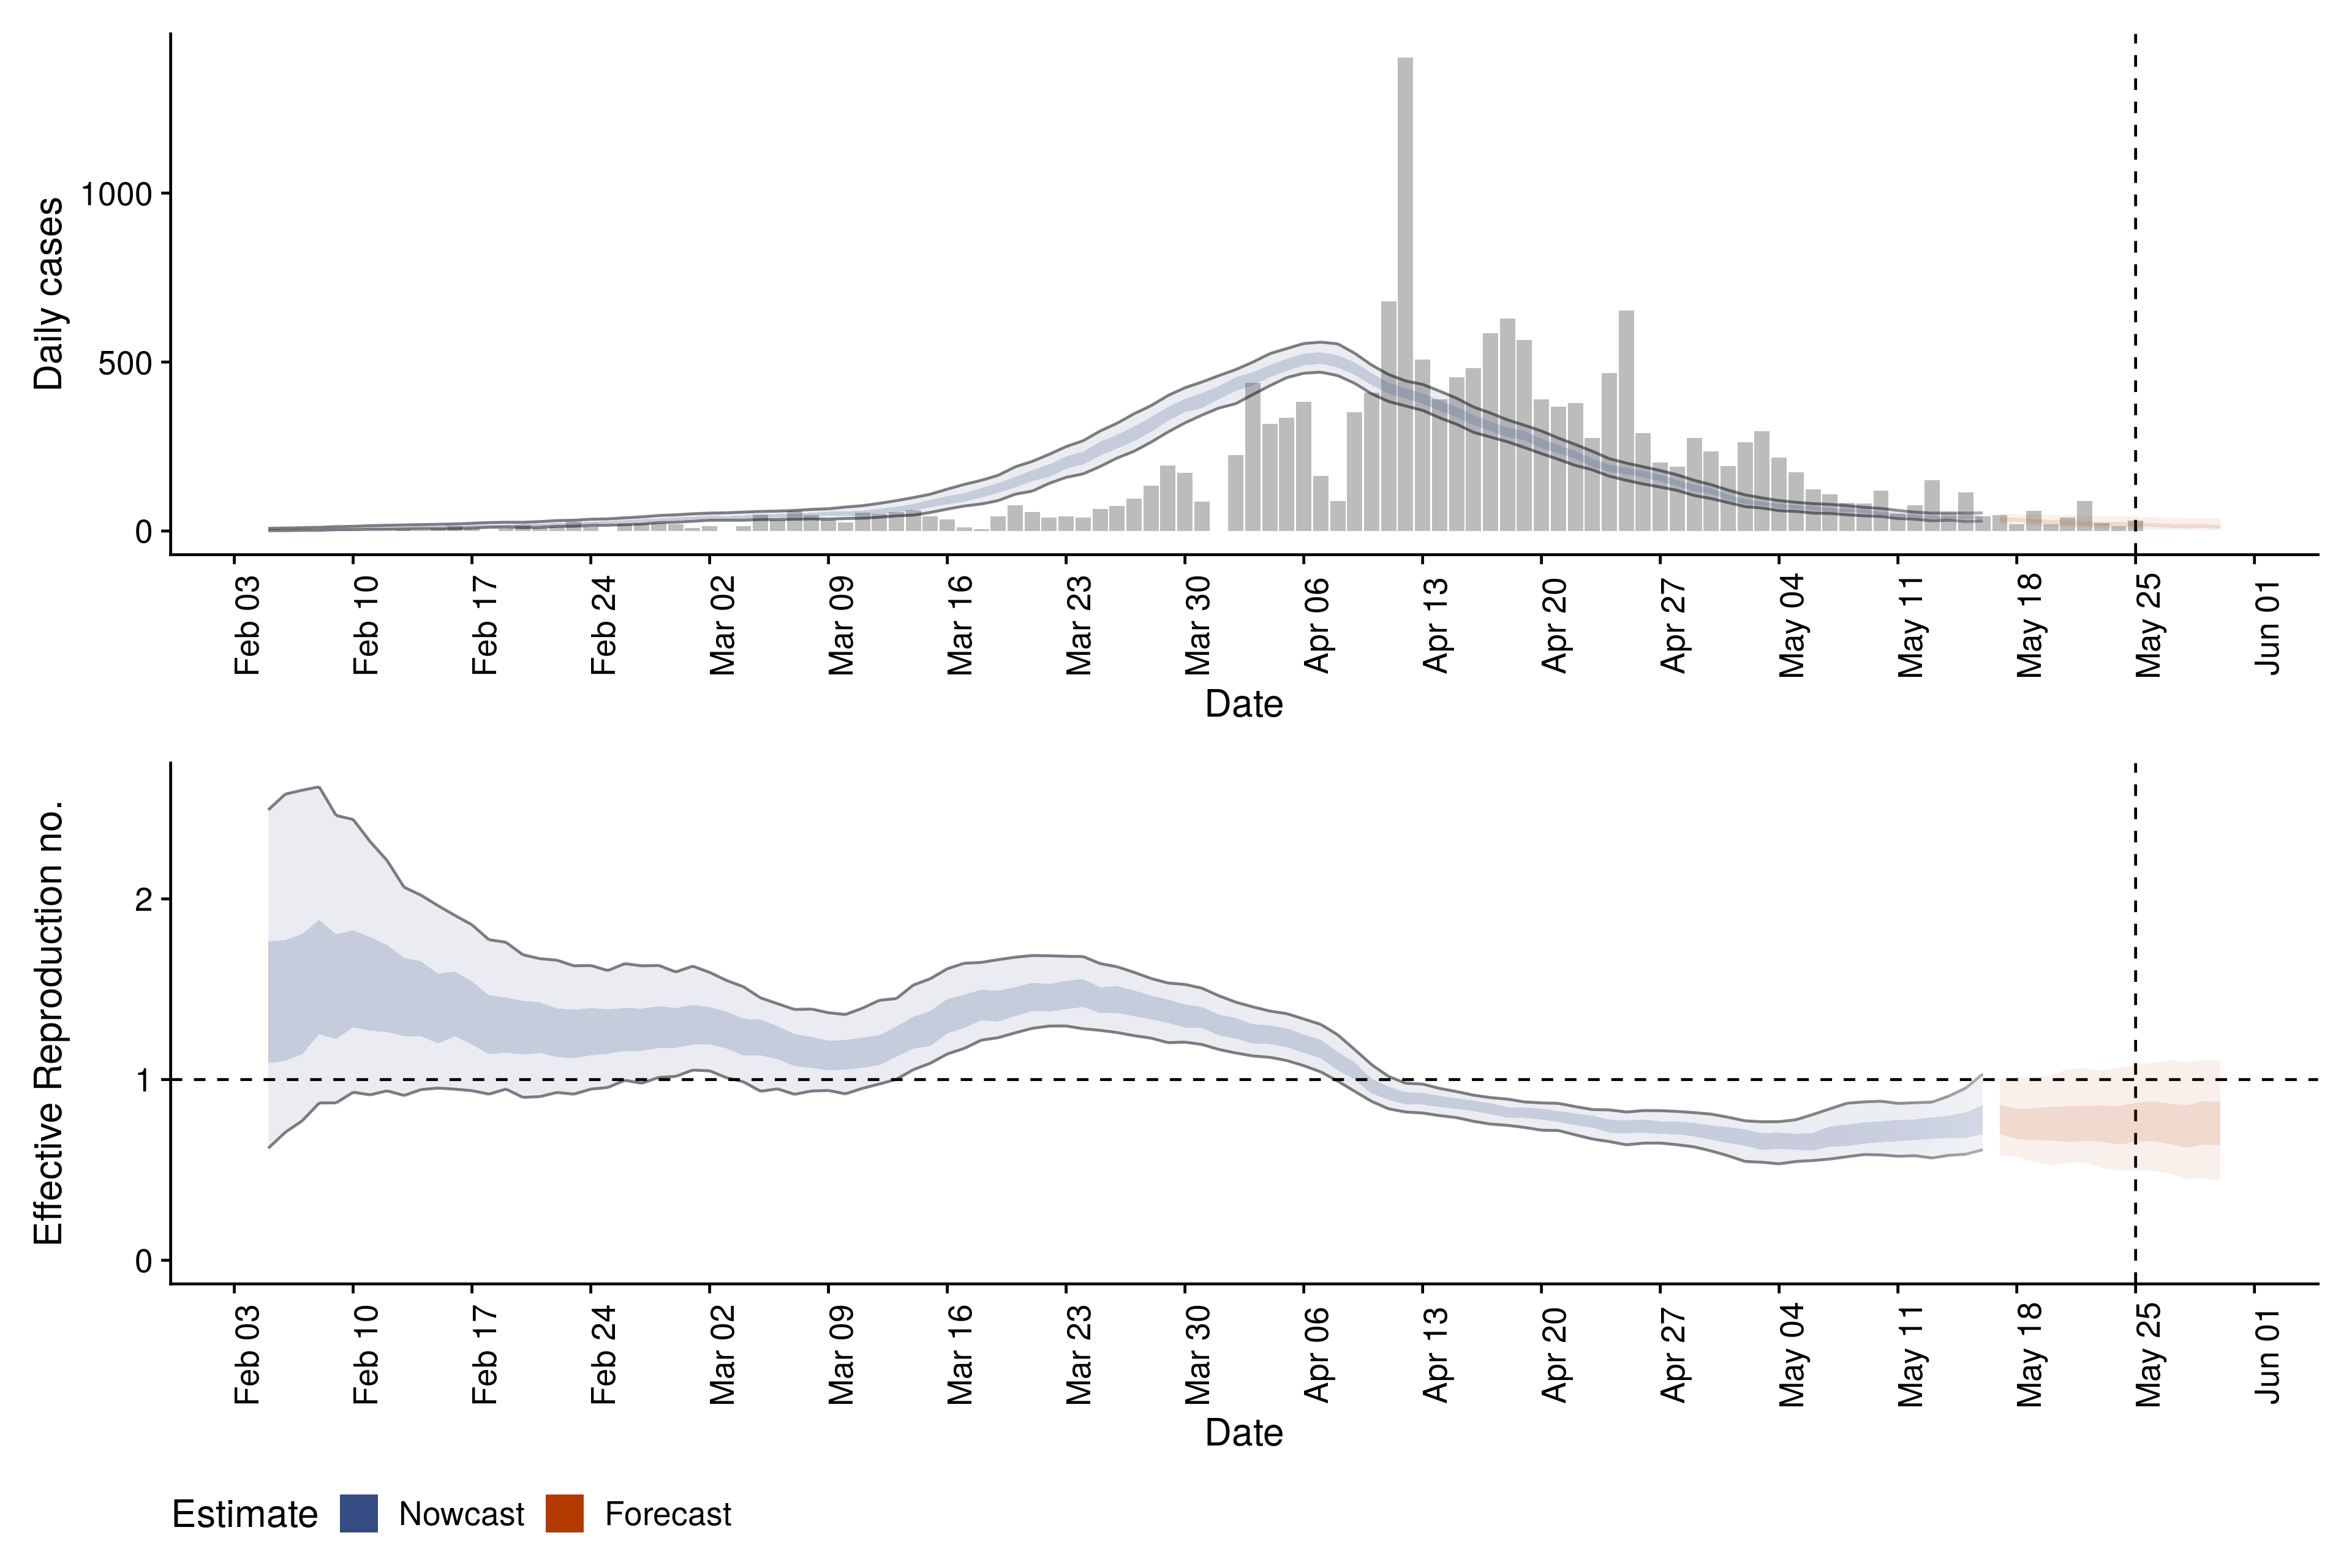 Daily cases
1000
500
0
Feb 03 Feb 10 Feb 17 Feb 24 Mar 02 Mar 09 Mar 16 Mar 23 Mar 30 Apr 06 Apr 13 Apr 20 Apr 27 May 04 May 11 May 18 May 25 Jun 01
Date
Effective Reproduction no.
2
1
0
Feb 03 Feb 10 Feb 17 Feb 24 Mar 02 Mar 09 Mar 16 Mar 23 Mar 30 Apr 06 Apr 13 Apr 20 Apr 27 May 04 May 11 May 18 May 25 Jun 01
Date
Estimate Nowcast Forecast